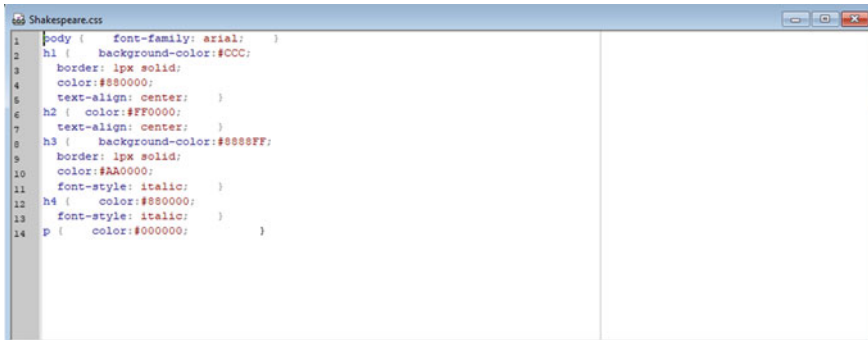 Shakespeare.css
1 body { font-family: arial; }
2 h1 { background-color:#CCC;
3 border: 1px solid;
4 color:#880000;
5 text-align: center; }
6 h2 { color:#FF0000;
7 text-align: center; }
8 h3 { background-color:#8888FF;
9 border: 1px solid;
10 color:#AA0000;
11 font-style: italic; }
12 h4 { color:#880000;
13 font-style: italic; }
14 p { color:#000000; }